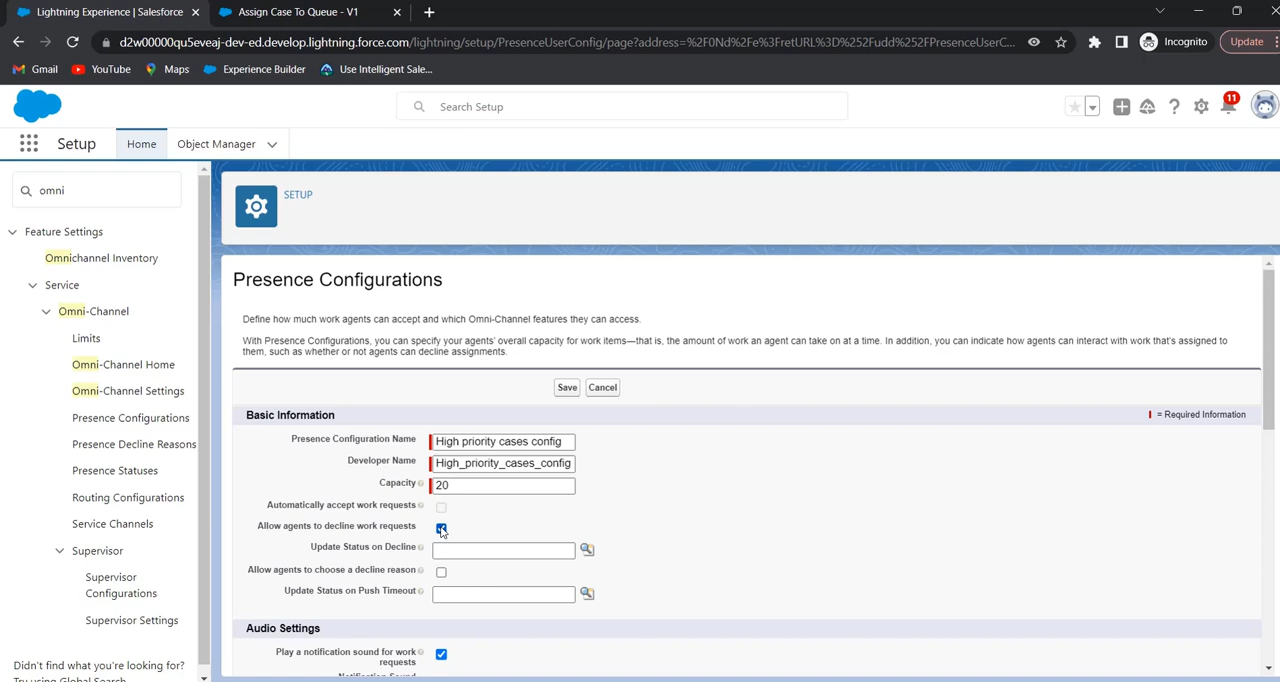 Lightning Experience | Salesforce
Assign Case To Queue - V1
d2w00000qu5eveaj-dev-ed.develop.lightning.force.com/lightning/setup/PresenceUserConfig/page?address=%2F0Nd%2Fe%3FretURL%3D%252Fudd%252FPresenceUserC...
Incognito
Update
Gmail
YouTube
Maps
Experience Builder
Use Intelligent Sale...
Search Setup
11
Setup
Home
Object Manager
omni
Feature Settings
Omnichannel Inventory
Service
Omni-Channel
Limits
Omni-Channel Home
Omni-Channel Settings
Presence Configurations
Presence Decline Reasons
Presence Statuses
Routing Configurations
Service Channels
Supervisor
Supervisor
Configurations
Supervisor Settings
Didn't find what you're looking for?
Try using Global Search
SETUP
Presence Configurations
Define how much work agents can accept and which Omni-Channel features they can access.
With Presence Configurations, you can specify your agents' overall capacity for work items—that is, the amount of work an agent can take on at a time. In addition, you can indicate how agents can interact with work that's assigned to
them, such as whether or not agents can decline assignments.
Save
Cancel
Basic Information
= Required Information
Presence Configuration Name
High priority cases config
Developer Name
High_priority_cases_config
Capacity
20
Automatically accept work requests
Allow agents to decline work requests
Update Status on Decline
Allow agents to choose a decline reason
Update Status on Push Timeout
Audio Settings
Play a notification sound for work
requests
Notification Sound